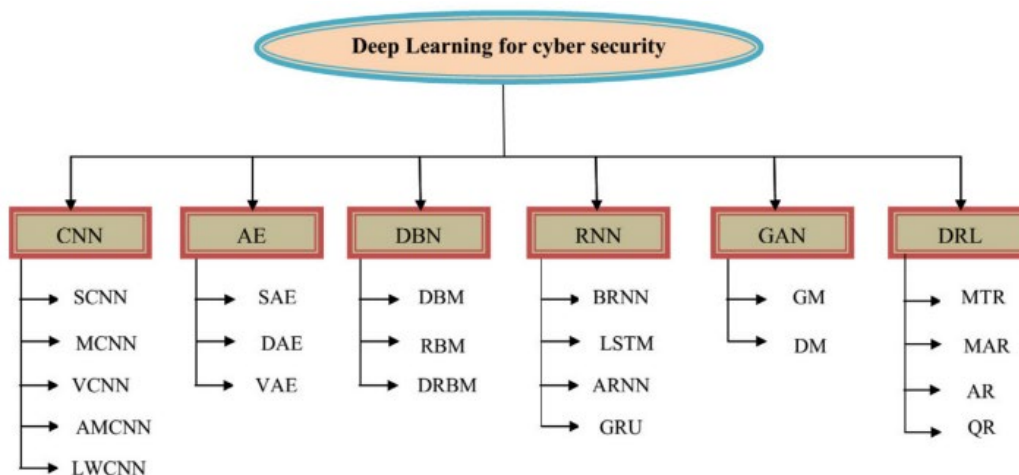 Deep Learning for cyber security
CNN
AE
DBN
RNN
GAN
DRL
SCNN
MCNN
VCNN
AMCNN
LWCNN
SAE
DAE
VAE
DBM
RBM
DRBM
BRNN
LSTM
ARNN
GRU
GM
DM
MTR
MAR
AR
QR